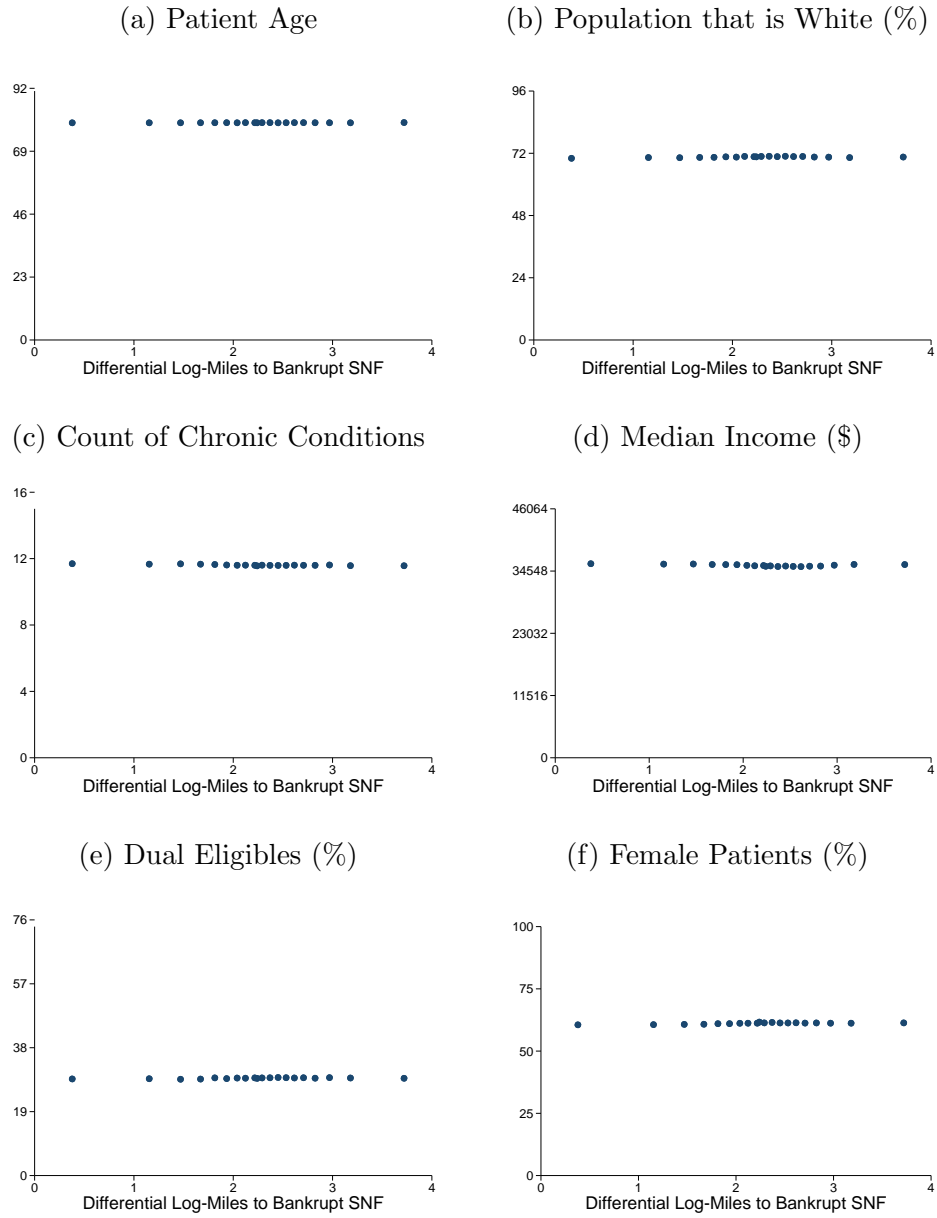 (a) Patient Age
(b) Population that is White (%)
92
69
46
23
0
0 1 2 3 4
Differential Log-Miles to Bankrupt SNF
96
72
48
24
0
0 1 2 3 4
Differential Log-Miles to Bankrupt SNF
(c) Count of Chronic Conditions
(d) Median Income ($)
16
12
8
4
0
0 1 2 3 4
Differential Log-Miles to Bankrupt SNF
46064
34548
23032
11516
0
0 1 2 3 4
Differential Log-Miles to Bankrupt SNF
(e) Dual Eligibles (%)
(f) Female Patients (%)
76
57
38
19
0
0 1 2 3 4
Differential Log-Miles to Bankrupt SNF
100
75
50
25
0
0 1 2 3 4
Differential Log-Miles to Bankrupt SNF